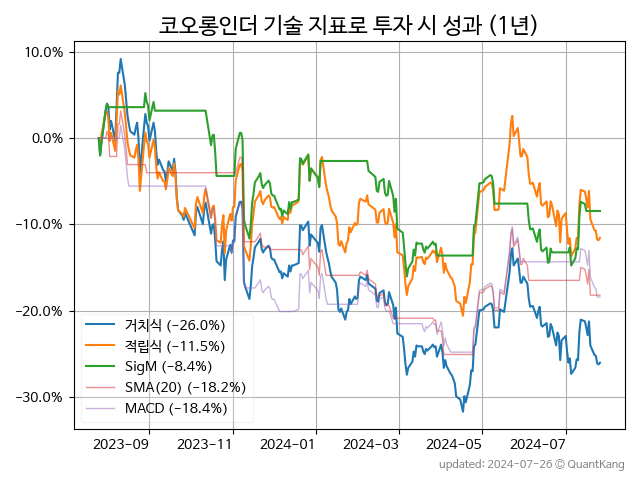 코오롱인더 기술 지표로 투자 시 성과 (1년)
10.0%
0.0%
−10.0%
−20.0%
−30.0%
거치식 (−26.0%)
적립식 (−11.5%)
SigM (−8.4%)
SMA(20) (−18.2%)
MACD (−18.4%)
2023-09 2023-11 2024-01 2024-03 2024-05 2024-07
updated: 2024-07-26 © QuantKang